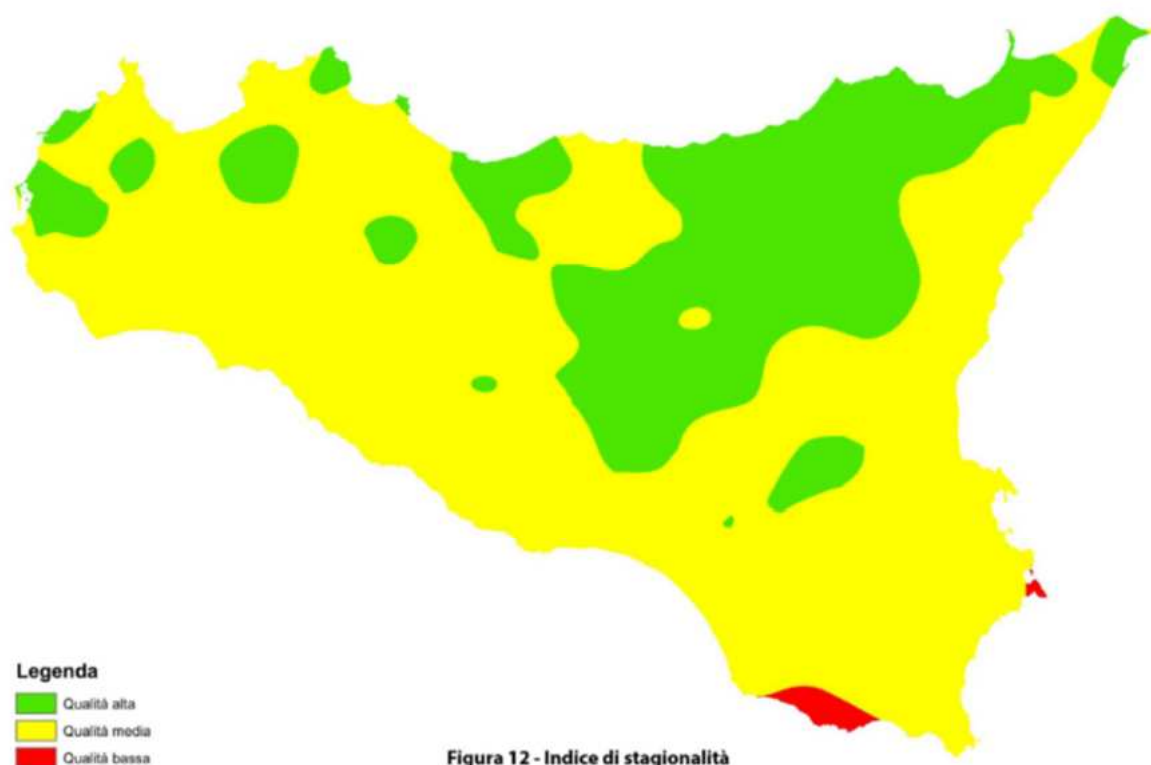 Legenda
Qualità alta
Qualità media
Qualità bassa
Figura 12 - Indice di stagionalità